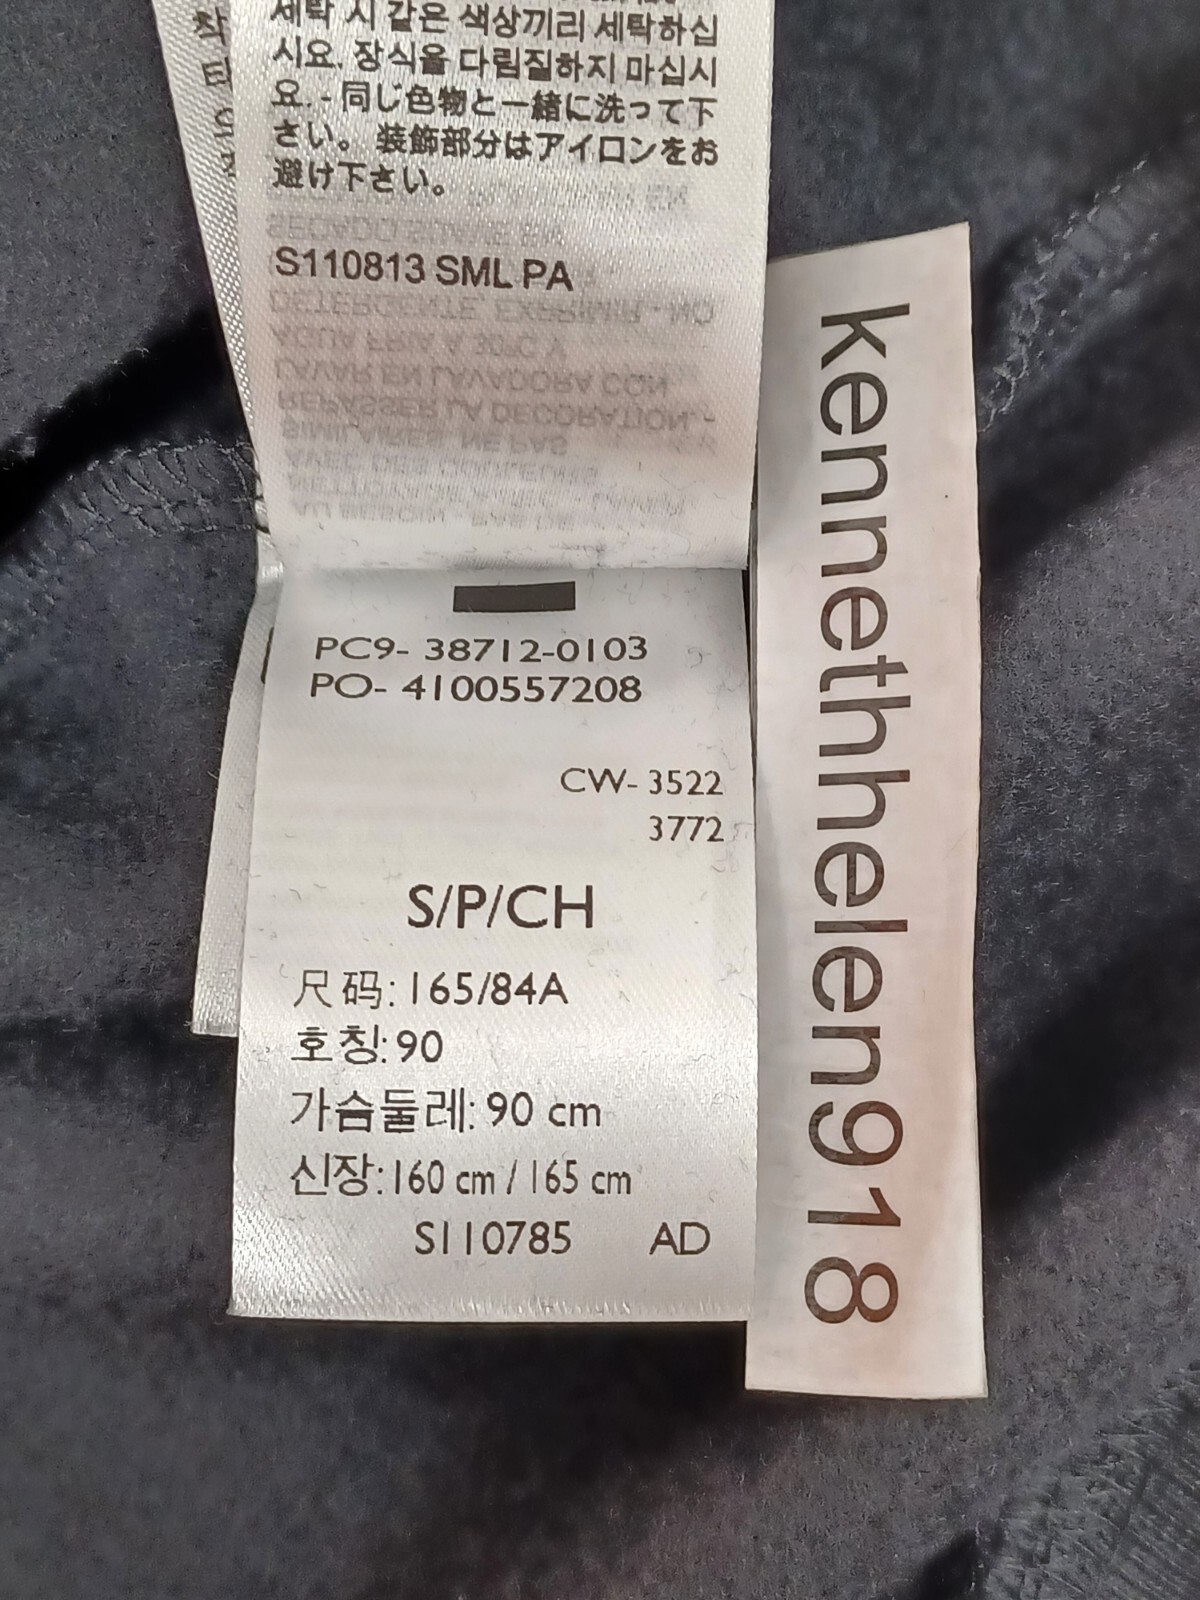 세탁 시 같은 색상끼리 세탁하십
시요. 장식을 다림질하지 마십시
요. - 同じ色物と一緒に洗って下
さい。 装飾部分はアイロンをお
避け下さい。
S110813 SML PA
PC9- 38712-0103
PO- 4100557208
CW- 3522
3772
S/P/CH
尺码: 165/84A
호칭: 90
가슴둘레: 90 cm
신장: 160 cm / 165 cm
S110785 AD
kennethhelen918